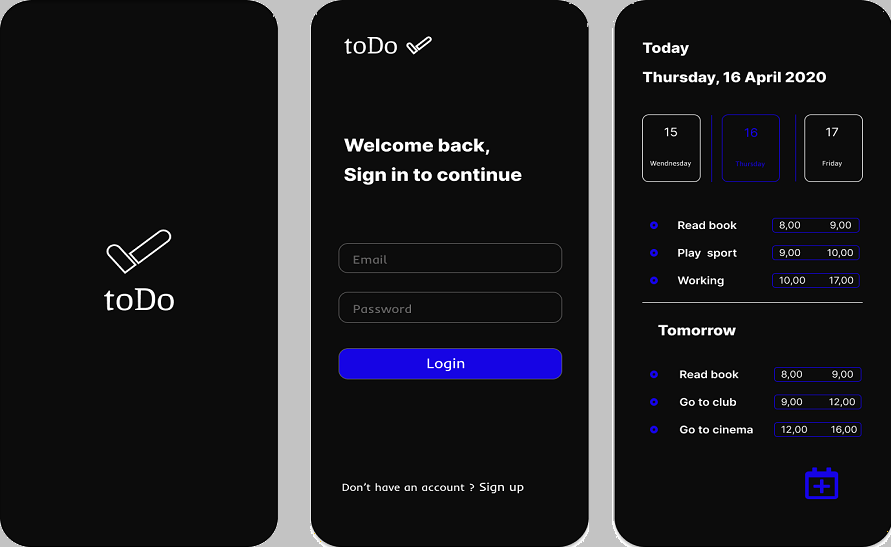 toDo
toDo
Welcome back,
Sign in to continue
Email
Password
Login
Don't have an account ? Sign up
Today
Thursday, 16 April 2020
15 16 17
Wendnesday Thursday Friday
Read book 8,00 9,00
Play sport 9,00 10,00
Working 10,00 17,00
Tomorrow
Read book 8,00 9,00
Go to club 9,00 12,00
Go to cinema 12,00 16,00